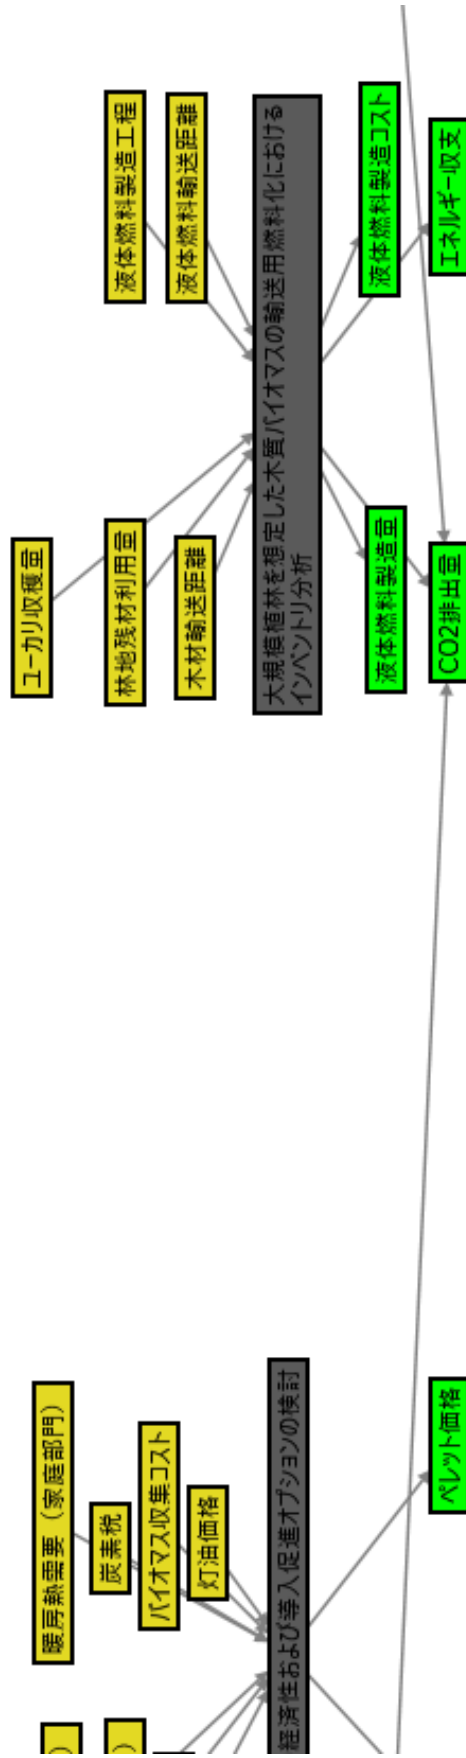 液体燃料製造工程
液体燃料輸送距離
ユーカリ収穫量
林地残材利用量
木材輸送距離
大規模植林を想定した木質バイオマスの輸送用燃料化における
インベントリ分析
液体燃料製造コスト
エネルギー収支
液体燃料製造量
CO2排出量
暖房熱需要（家庭部門）
炭素税
バイオマス収集コスト
灯油価格
経済性および導入促進オプションの検討
ペレット価格
）
）